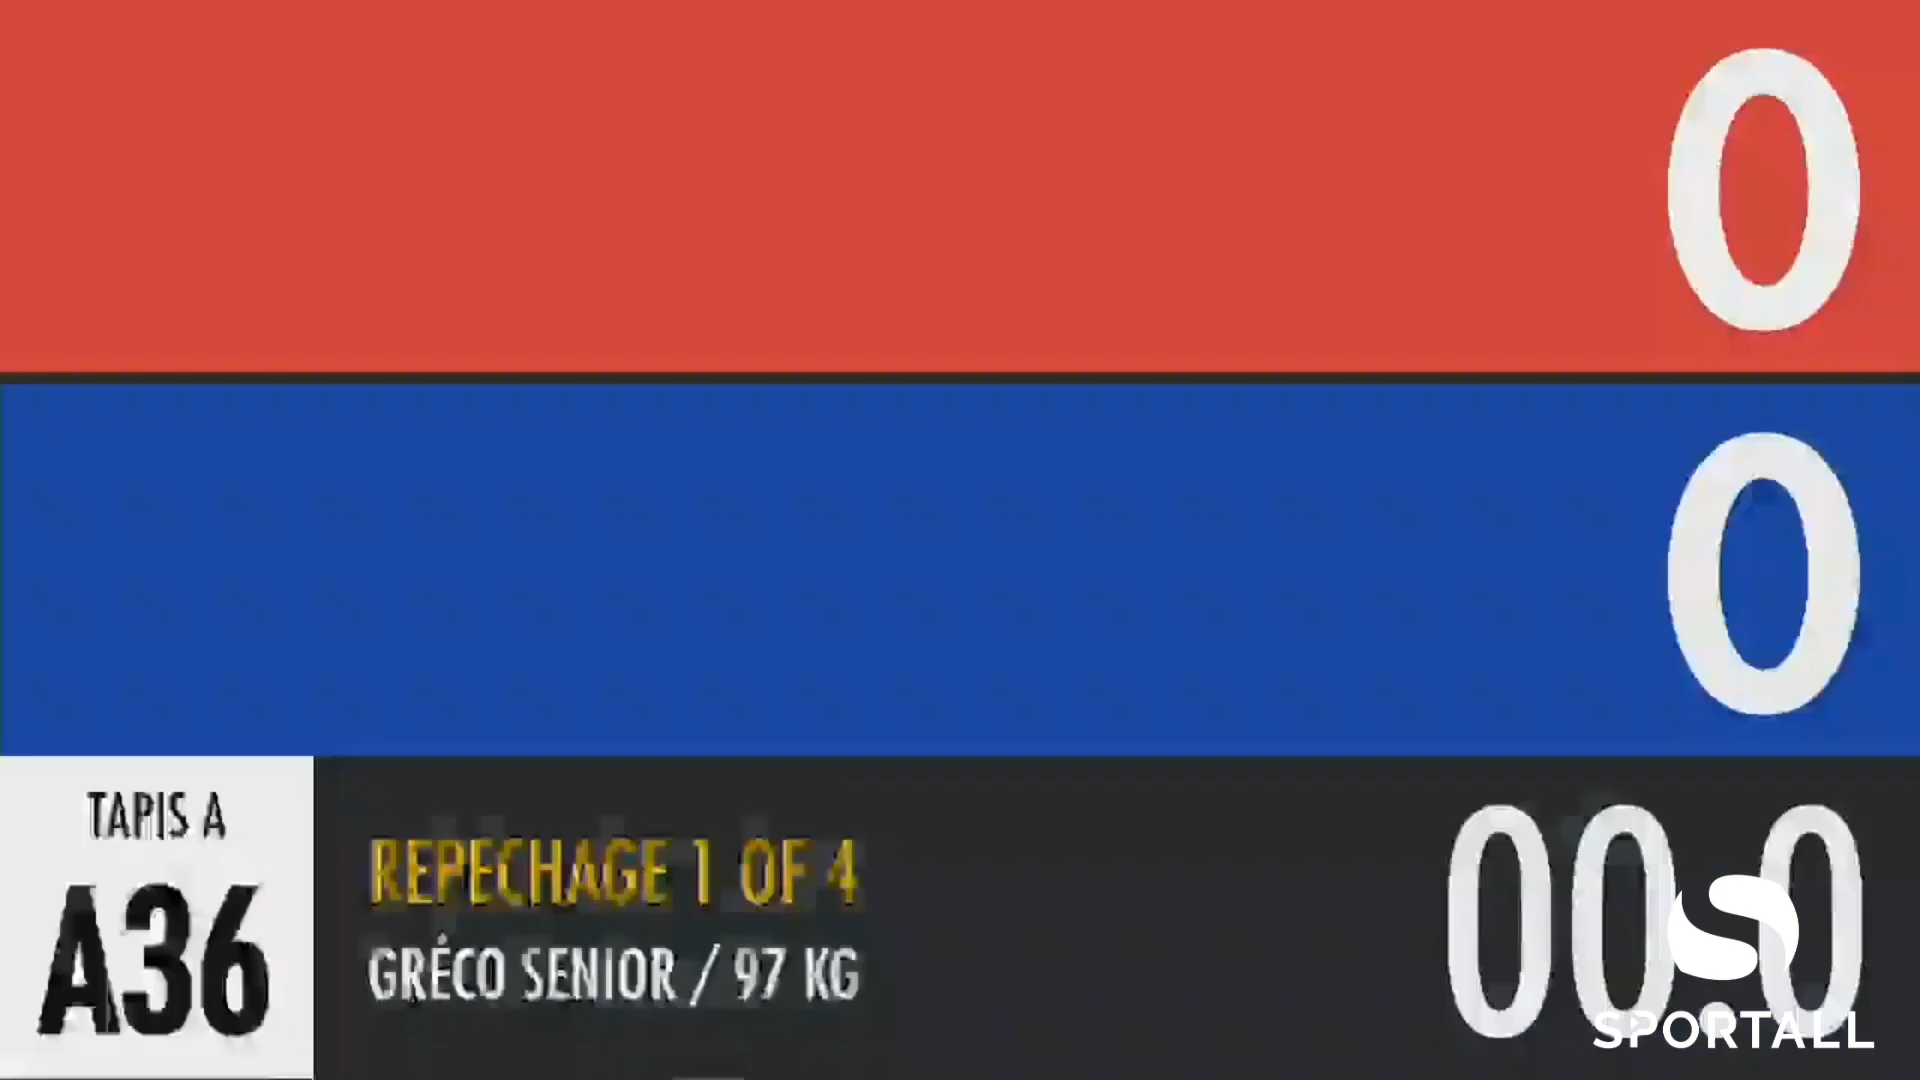 0
0
TAPIS A
A36
REPECHAGE 1 OF 4
GRÉCO SENIOR / 97 KG
00.0
SPORTALL